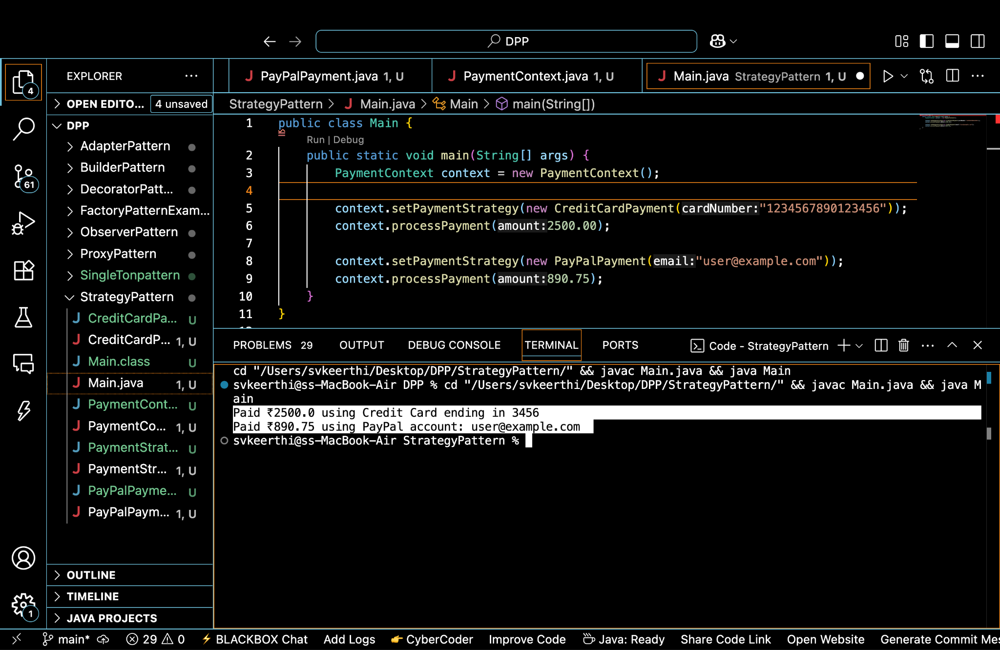 DPP
4
61
1
EXPLORER
OPEN EDITO... 4 unsaved
DPP
AdapterPattern
BuilderPattern
DecoratorPatt...
FactoryPatternExam...
ObserverPattern
ProxyPattern
SingleTonpattern
StrategyPattern
CreditCardPa... U
CreditCardP... 1, U
Main.class U
Main.java 1, U
PaymentCont... U
PaymentCo... 1, U
PaymentStrat... U
PaymentStr... 1, U
PayPalPayme... U
PayPalPaym... 1, U
OUTLINE
TIMELINE
JAVA PROJECTS
PayPalPayment.java 1, U PaymentContext.java 1, U Main.java StrategyPattern 1, U
StrategyPattern > Main.java > Main > main(String[])
1 public class Main {
Run | Debug
2 public static void main(String[] args) {
3 PaymentContext context = new PaymentContext();
4
5 context.setPaymentStrategy(new CreditCardPayment(cardNumber:"1234567890123456"));
6 context.processPayment(amount:2500.00);
7
8 context.setPaymentStrategy(new PayPalPayment(email:"user@example.com"));
9 context.processPayment(amount:890.75);
10 }
11 }
PROBLEMS 29 OUTPUT DEBUG CONSOLE TERMINAL PORTS Code - StrategyPattern
cd "/Users/svkeerthi/Desktop/DPP/StrategyPattern/" && javac Main.java && java Main
svkeerthi@ss-MacBook-Air DPP % cd "/Users/svkeerthi/Desktop/DPP/StrategyPattern/" && javac Main.java && java M
ain
Paid ₹2500.0 using Credit Card ending in 3456
Paid ₹890.75 using PayPal account: user@example.com
svkeerthi@ss-MacBook-Air StrategyPattern %
main* 29 0 BLACKBOX Chat Add Logs CyberCoder Improve Code Java: Ready Share Code Link Open Website Generate Commit Mes